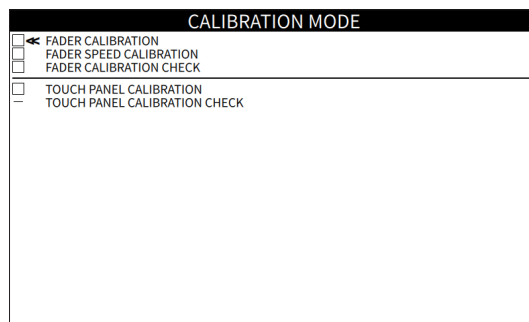 CALIBRATION MODE
FADER CALIBRATION
FADER SPEED CALIBRATION
FADER CALIBRATION CHECK
TOUCH PANEL CALIBRATION
TOUCH PANEL CALIBRATION CHECK